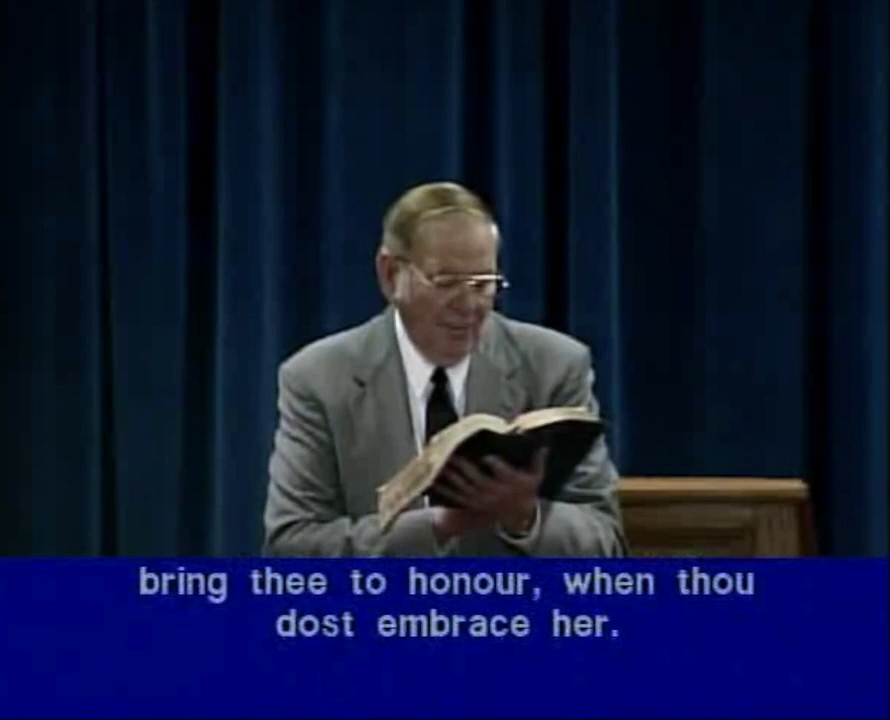 bring thee to honour, when thou
dost embrace her.